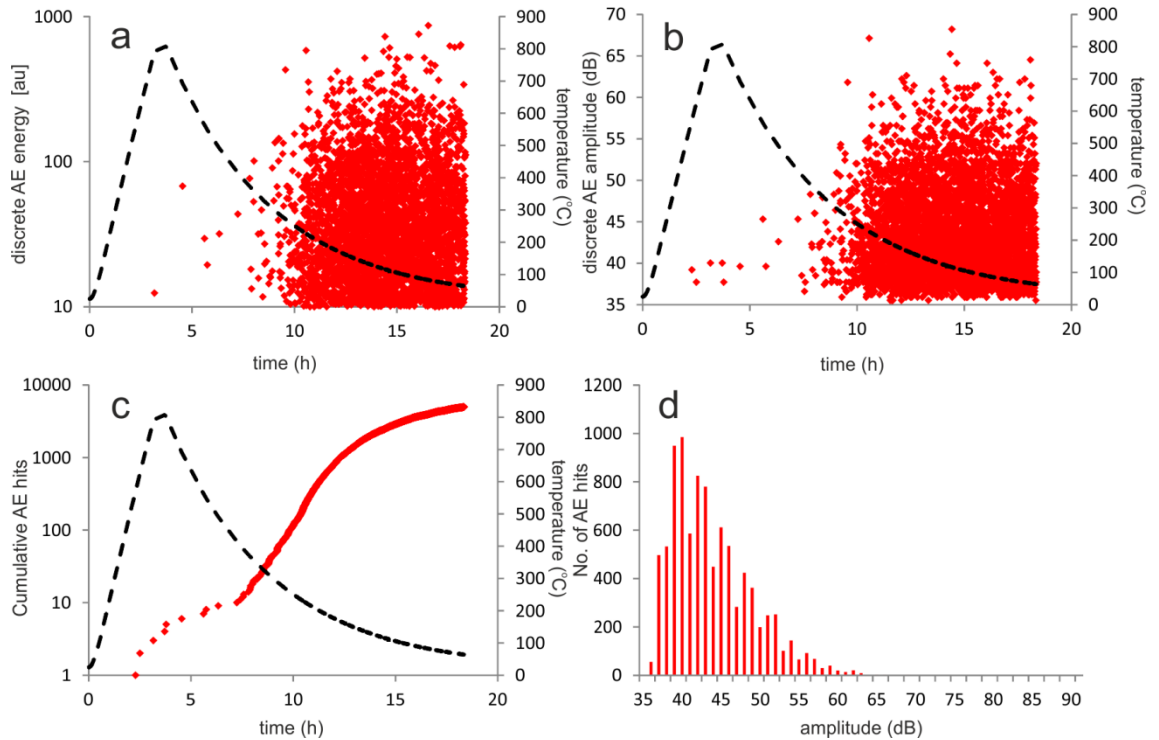 a
discrete AE energy [au]
1000
100
10
900
800
700
600
500
400
300
200
100
0
temperature (°C)
0 5 10 15 20
time (h)
b
discrete AE amplitude (dB)
70
65
60
55
50
45
40
35
900
800
700
600
500
400
300
200
100
0
temperature (°C)
0 5 10 15 20
time (h)
c
Cumulative AE hits
10000
1000
100
10
1
900
800
700
600
500
400
300
200
100
0
temperature (°C)
0 5 10 15 20
time (h)
d
No. of AE hits
1200
1000
800
600
400
200
0
35 40 45 50 55 60 65 70 75 80 85 90
amplitude (dB)